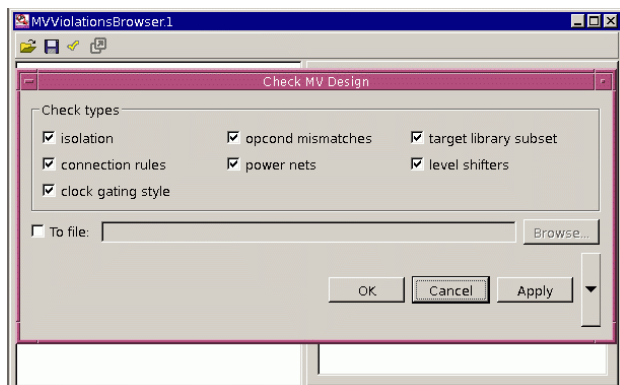 MVViolationsBrowser.1
Check MV Design
Check types
isolation opcond mismatches target library subset
connection rules power nets level shifters
clock gating style
To file: Browse...
OK Cancel Apply